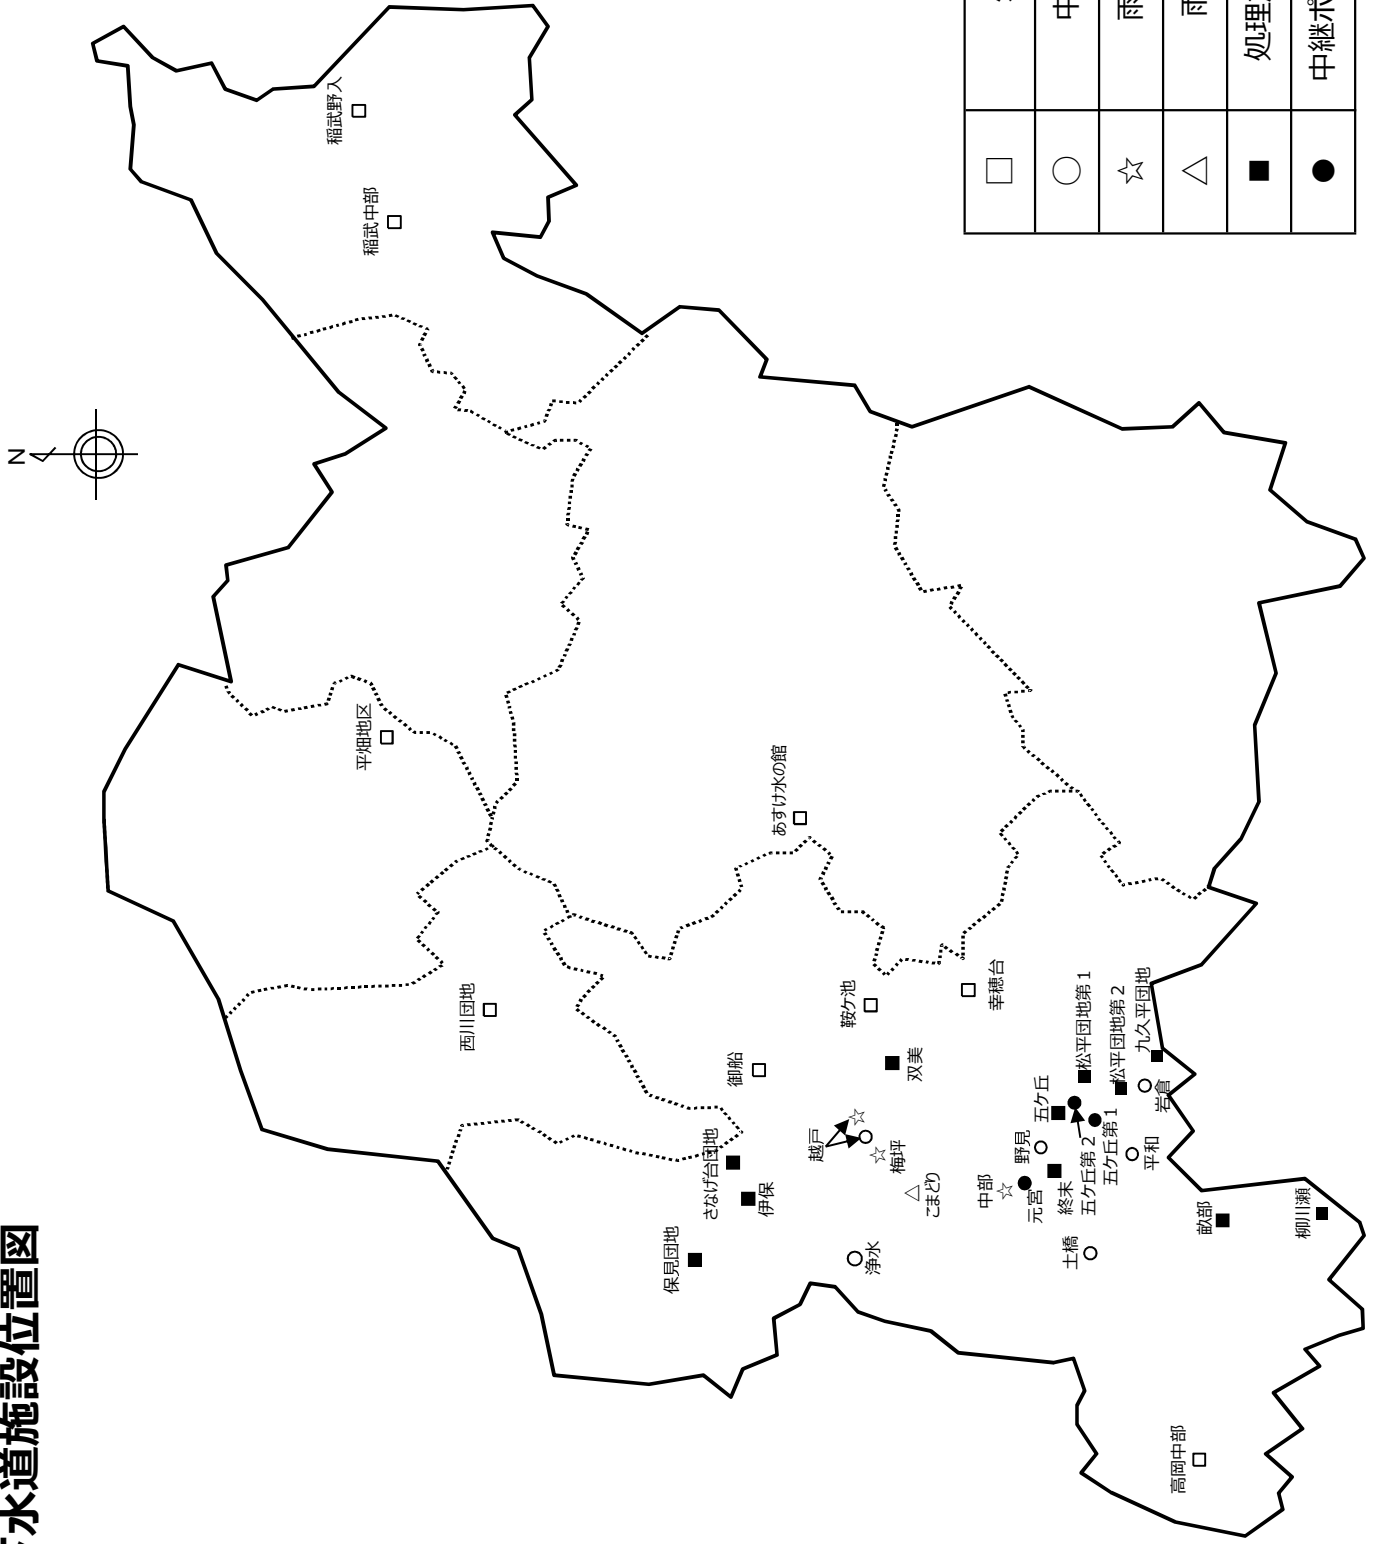 水道施設位置図
N
稲武野入
稲武中部
平畑地区
あすけ水の館
西川団地
鞍ケ池
幸穂台
御船
双美
松平団地第１
松平団地第２
九久平団地
岩倉
五ケ丘
五ケ丘第２
五ケ丘第１
平和
野見
越戸
梅坪
さなげ台団地
伊保
保見団地
こまどり
浄水
中部
元宮
終末
土橋
畝部
柳川瀬
高岡中部
□
○
☆
△
■
●
中
雨
雨
処理
中継ポ